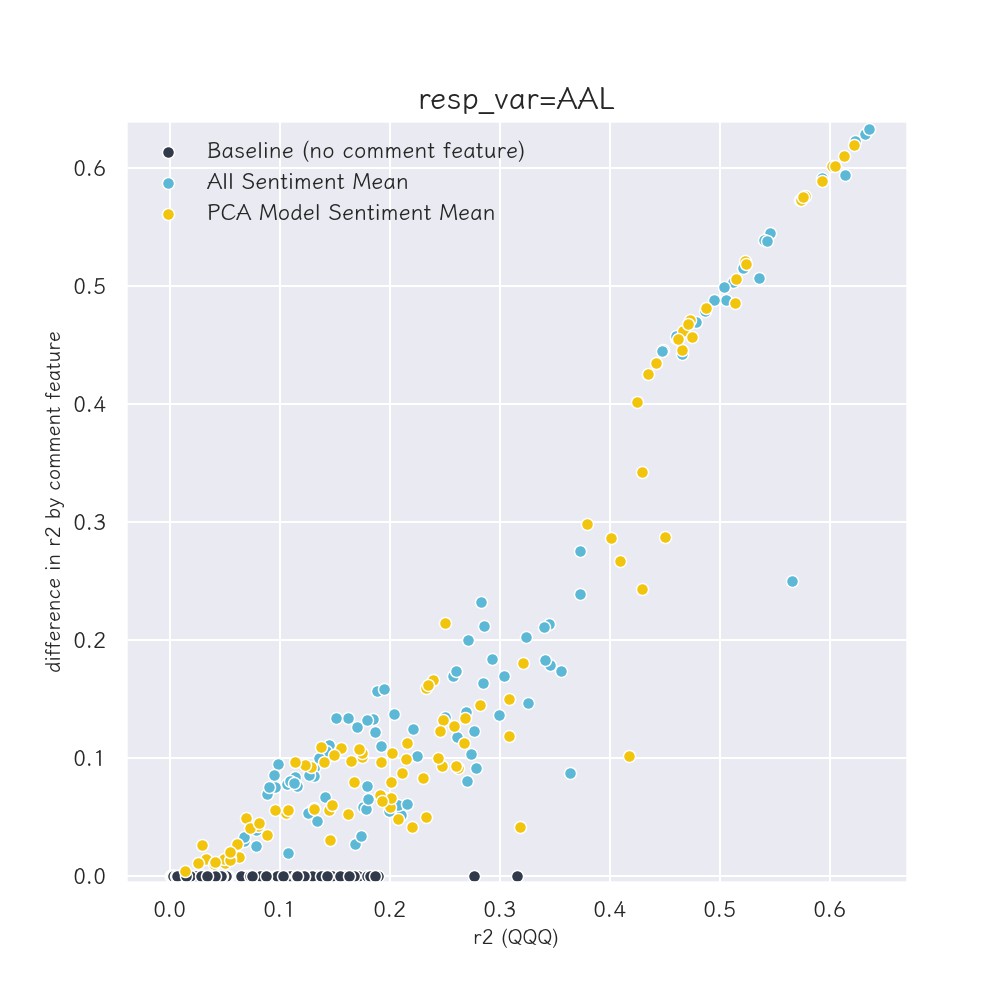 resp_var=AAL
Baseline (no comment feature)
All Sentiment Mean
PCA Model Sentiment Mean
0.6
0.5
0.4
0.3
0.2
0.1
0.0
difference in r2 by comment feature
0.0 0.1 0.2 0.3 0.4 0.5 0.6
r2 (QQQ)